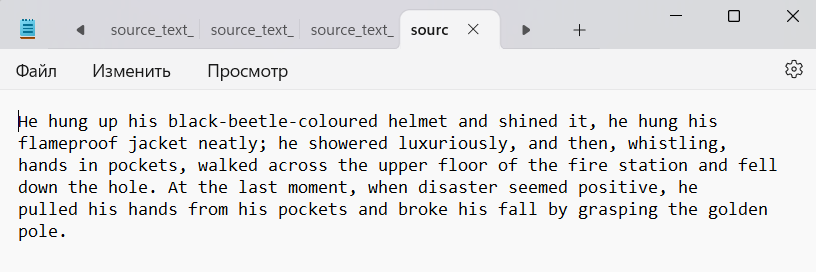 source_text_ source_text_ source_text_ sourc
Файл Изменить Просмотр
He hung up his black-beetle-coloured helmet and shined it, he hung his
flameproof jacket neatly; he showered luxuriously, and then, whistling,
hands in pockets, walked across the upper floor of the fire station and fell
down the hole. At the last moment, when disaster seemed positive, he
pulled his hands from his pockets and broke his fall by grasping the golden
pole.